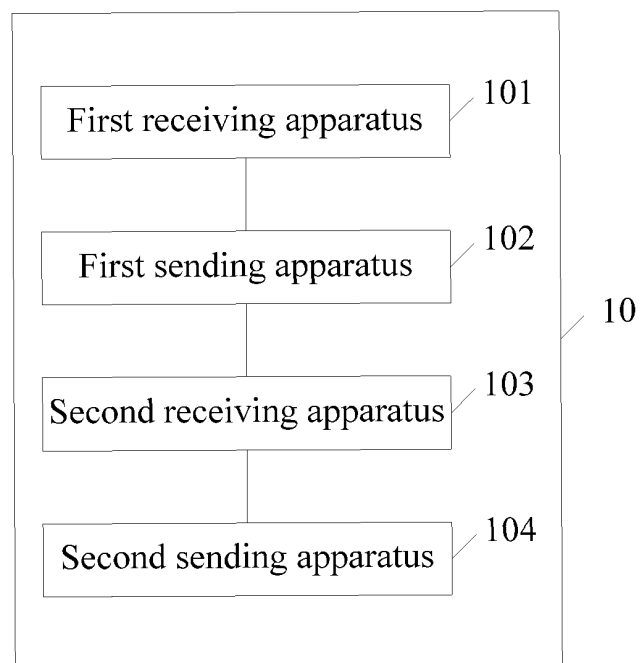 101
First receiving apparatus
102
First sending apparatus
10
103
Second receiving apparatus
104
Second sending apparatus